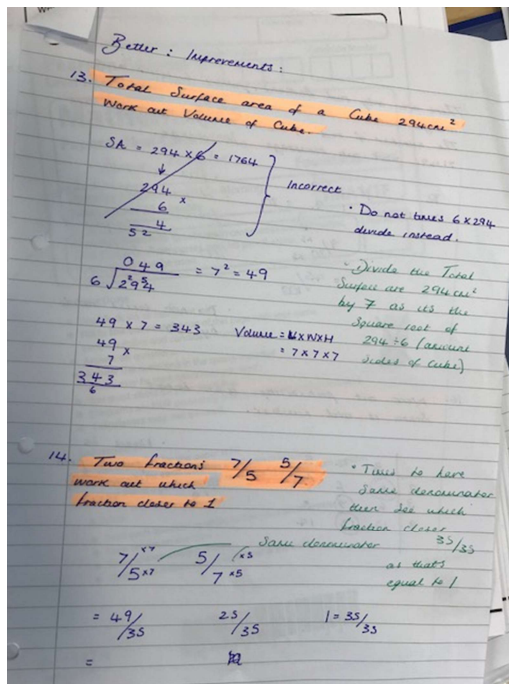 Better : Improvements :
13. Total Surface area of a Cube 294cm²
Work out Volume of Cube.
SA = 294 x 6 = 1764
↓
294
6 x
4
52
Incorrect
• Do not times 6 x 294
divide instead.
049
6 √29²5⁴ = 7² = 49
49 x 7 = 343
49 x
7
343
6
Volume = L x W x H
= 7 x 7 x 7
• Divide the Total
Surface are 294cm²
by 7 as its the
Square root of
294 ÷ 6 (amount
sides of Cube)
14. Two fractions 7/5 5/7
work out which
fraction closer to 1
• Times to have
Same denominator
then see which
fraction closer
35/35
as that's
equal to 1
Same denominator
7/5 x7 x7 5/7 x5 x5
= 49/35 25/35 1 = 35/35
=